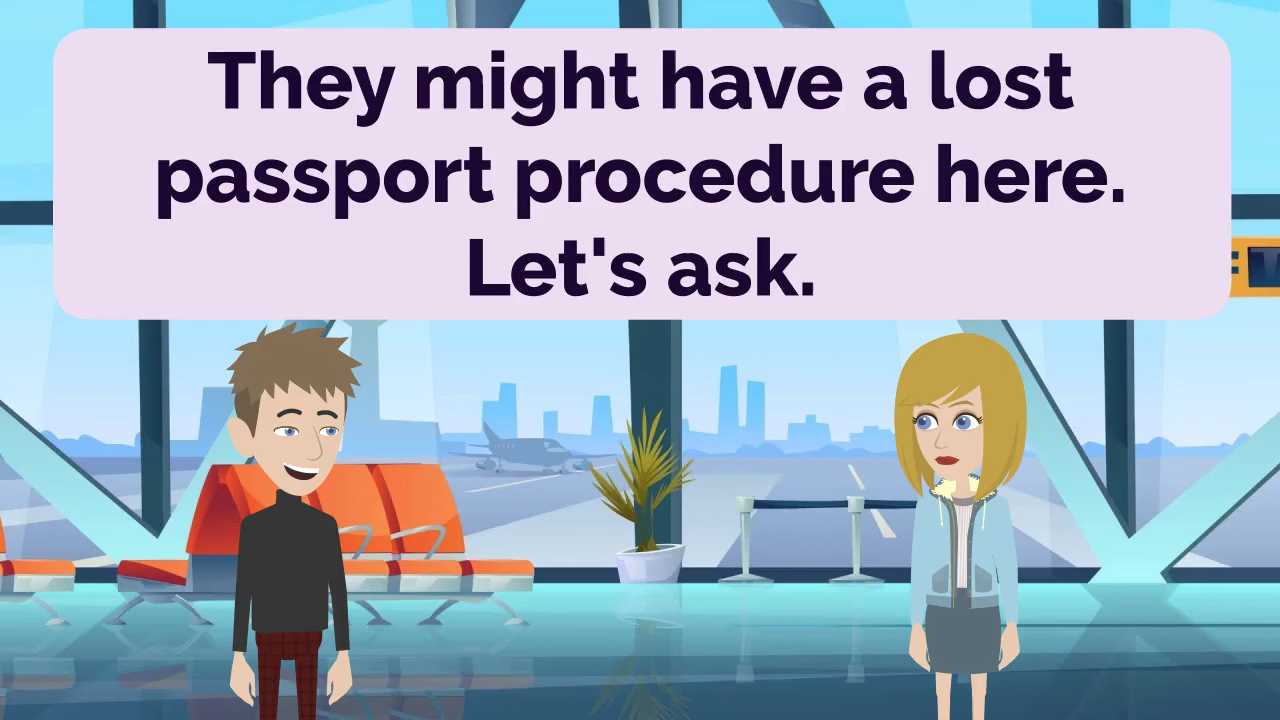 They might have a lost
passport procedure here.
Let's ask.